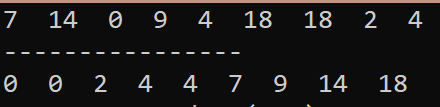 7 14 0 9 4 18 18 2 4
----------------
0 0 2 4 4 7 9 14 18